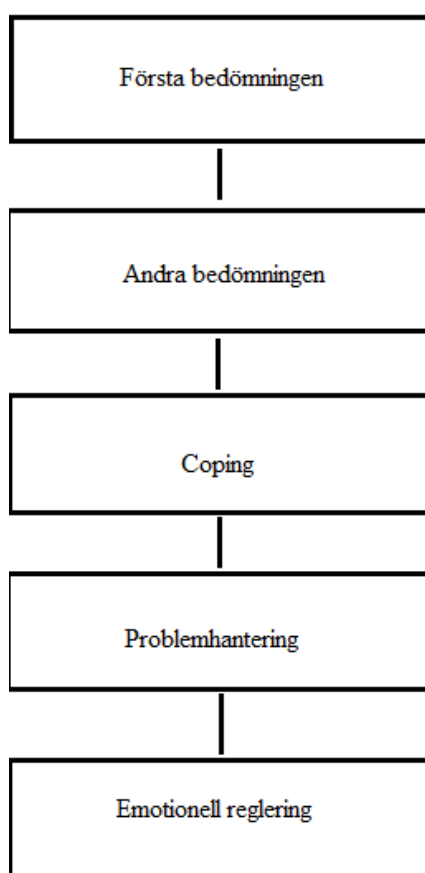 Första bedömningen
Andra bedömningen
Coping
Problemhantering
Emotionell reglering